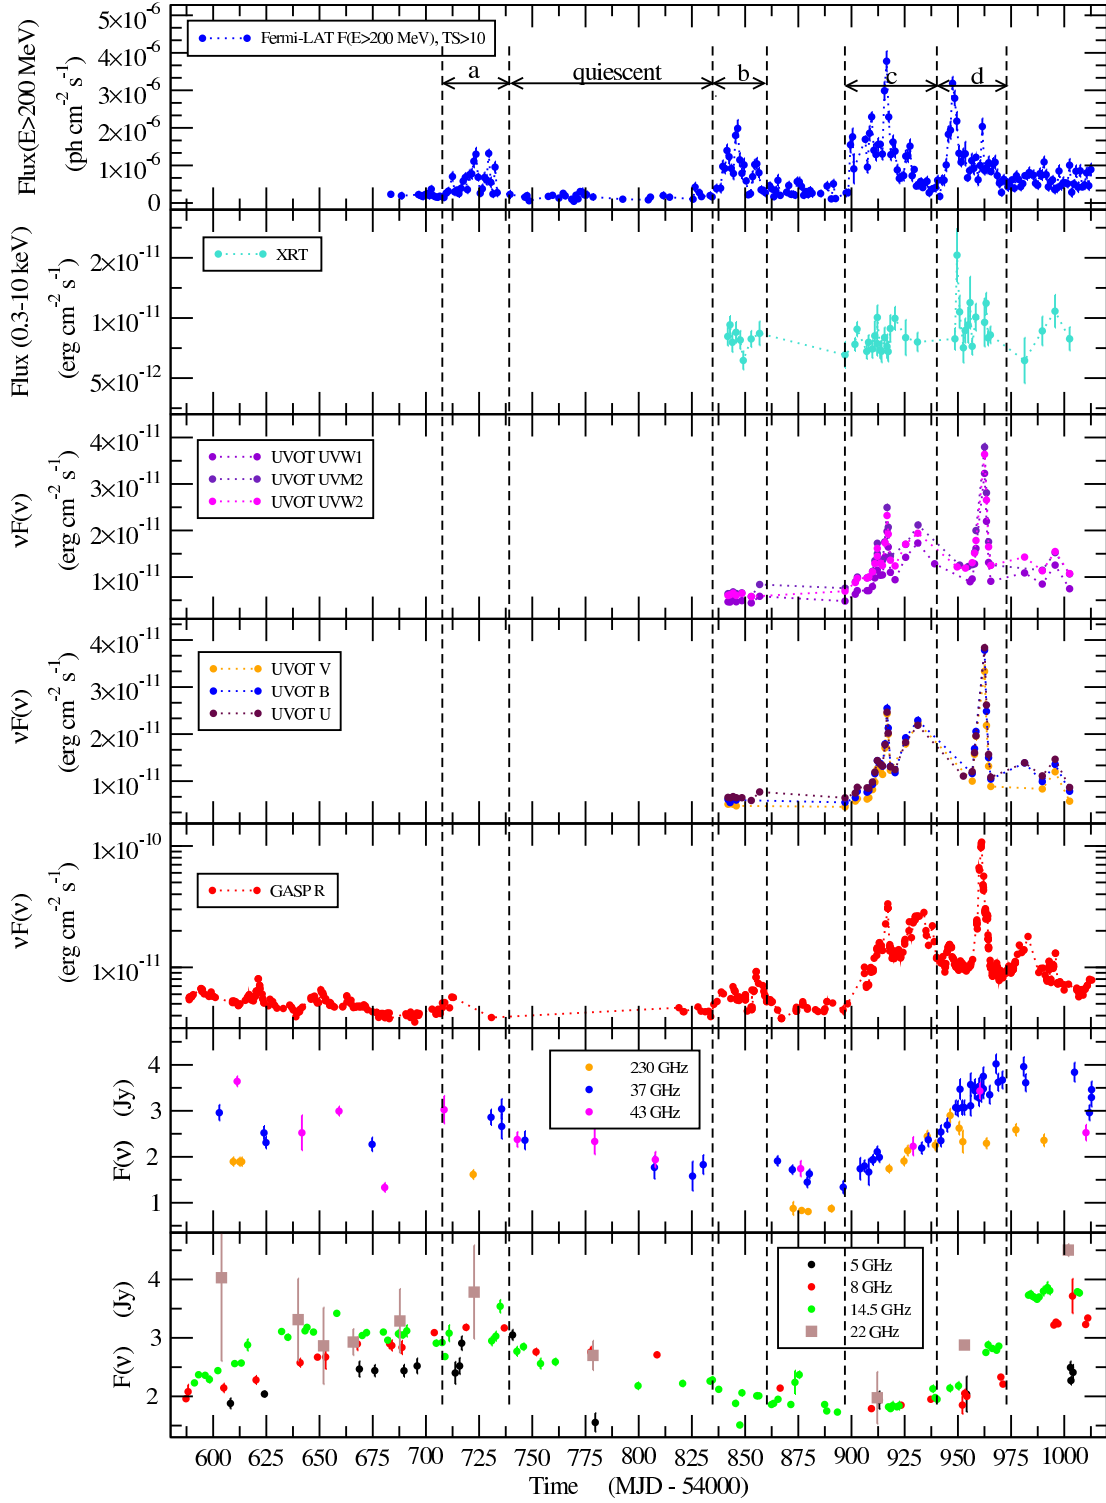 5×10⁻⁶
4×10⁻⁶
3×10⁻⁶
2×10⁻⁶
1×10⁻⁶
0
Flux(E>200 MeV)
(ph cm⁻² s⁻¹)
Fermi-LAT F(E>200 MeV), TS>10
a
quiescent
b
c
d
2×10⁻¹¹
1×10⁻¹¹
5×10⁻¹²
Flux (0.3-10 keV)
(erg cm⁻² s⁻¹)
XRT
4×10⁻¹¹
3×10⁻¹¹
2×10⁻¹¹
1×10⁻¹¹
νF(ν)
(erg cm⁻² s⁻¹)
UVOT UVW1
UVOT UVM2
UVOT UVW2
4×10⁻¹¹
3×10⁻¹¹
2×10⁻¹¹
1×10⁻¹¹
νF(ν)
(erg cm⁻² s⁻¹)
UVOT V
UVOT B
UVOT U
1×10⁻¹⁰
1×10⁻¹¹
νF(ν)
(erg cm⁻² s⁻¹)
GASP R
4
3
2
1
F(ν) (Jy)
230 GHz
37 GHz
43 GHz
4
3
2
F(ν) (Jy)
5 GHz
8 GHz
14.5 GHz
22 GHz
600 625 650 675 700 725 750 775 800 825 850 875 900 925 950 975 1000
Time (MJD - 54000)